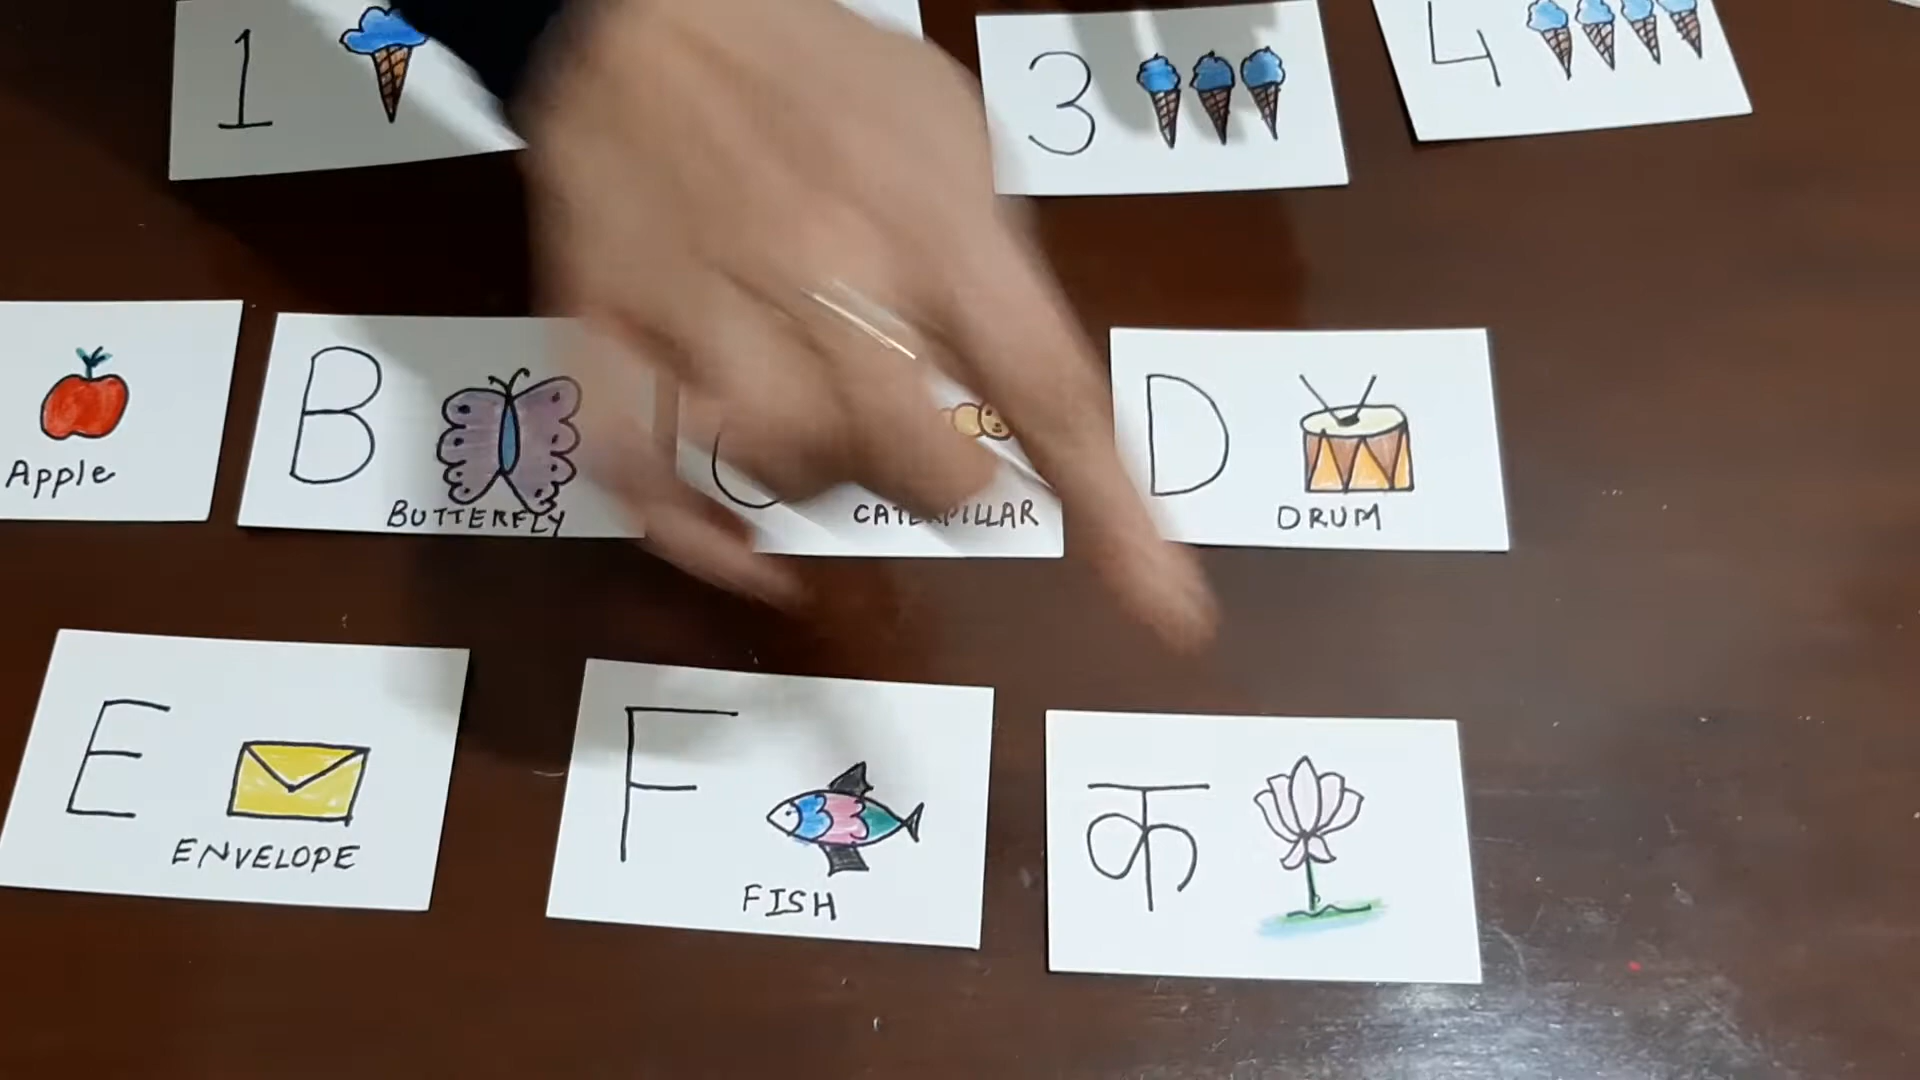 1
3
4
Apple
B
BUTTERFLY
CATERPILLAR
D
DRUM
E
ENVELOPE
F
FISH
क